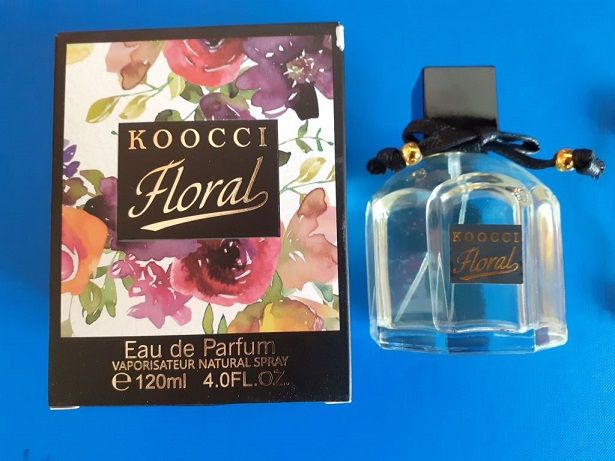 KOOCCI
Floral
Eau de Parfum
VAPORISATEUR NATURAL SPRAY
℮120ml 4.0FL.OZ.
KOOCCI
Floral